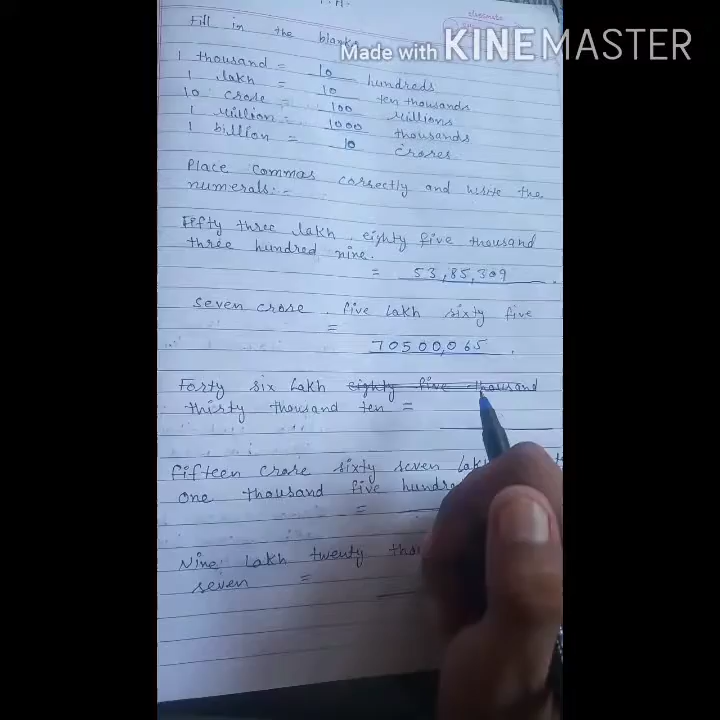 classmate
Fill in the blanks
Made with KINEMASTER
1 thousand = 10 hundreds
1 lakh = 10 ten thousands
10 crore = 100 Millions
1 Million = 1000 thousands
1 billion = 10 crores
Place commas correctly and write the
numerals:-
Fifty three lakh, eighty five thousand
three hundred nine.
= 53,85,309.
seven crore, five lakh sixty five
= 70500,065.
Forty six lakh eighty five thousand
thirty thousand ten =
fifteen crore sixty seven
one thousand five
=
Nine lakh twenty
seven =